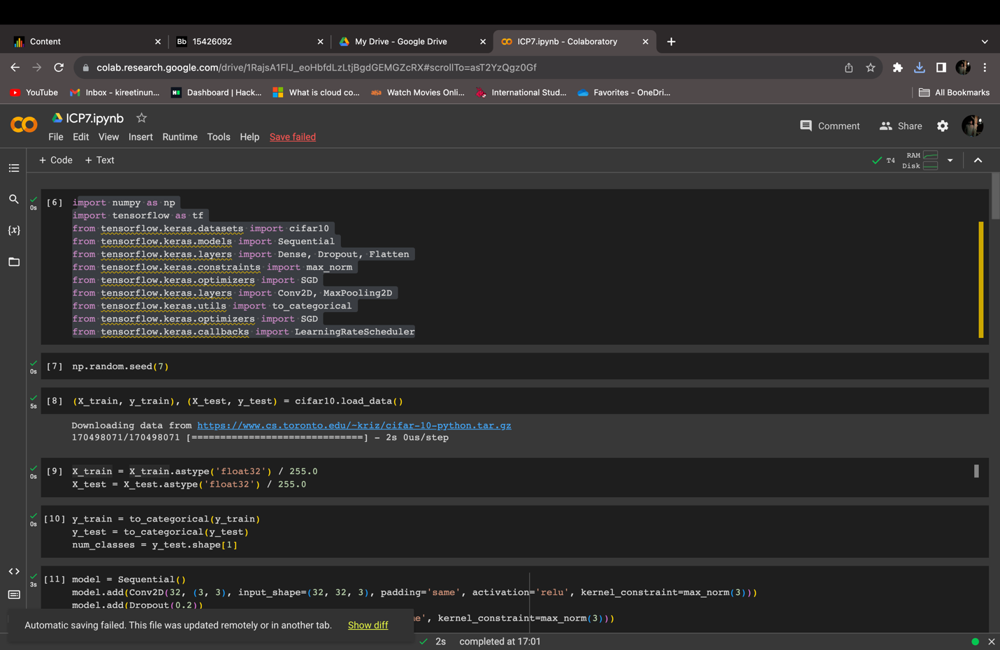 Content
Bb 15426092
My Drive - Google Drive
ICP7.ipynb - Colaboratory
colab.research.google.com/drive/1RajsA1FlJ_eoHbfdLzLtjBgdGEMGZcRX#scrollTo=asT2YzQgz0Gf
YouTube
Inbox - kireetinun...
Dashboard | Hack...
What is cloud co...
Watch Movies Onli...
International Stud...
Favorites - OneDri...
All Bookmarks
ICP7.ipynb
Comment
Share
File Edit View Insert Runtime Tools Help Save failed
+ Code + Text
T4
RAM
Disk
{x}
0s
[6] import numpy as np
import tensorflow as tf
from tensorflow.keras.datasets import cifar10
from tensorflow.keras.models import Sequential
from tensorflow.keras.layers import Dense, Dropout, Flatten
from tensorflow.keras.constraints import max_norm
from tensorflow.keras.optimizers import SGD
from tensorflow.keras.layers import Conv2D, MaxPooling2D
from tensorflow.keras.utils import to_categorical
from tensorflow.keras.optimizers import SGD
from tensorflow.keras.callbacks import LearningRateScheduler
0s
[7] np.random.seed(7)
5s
[8] (X_train, y_train), (X_test, y_test) = cifar10.load_data()
Downloading data from https://www.cs.toronto.edu/~kriz/cifar-10-python.tar.gz
170498071/170498071 [==============================] - 2s 0us/step
0s
[9] X_train = X_train.astype('float32') / 255.0
X_test = X_test.astype('float32') / 255.0
0s
[10] y_train = to_categorical(y_train)
y_test = to_categorical(y_test)
num_classes = y_test.shape[1]
3s
[11] model = Sequential()
model.add(Conv2D(32, (3, 3), input_shape=(32, 32, 3), padding='same', activation='relu', kernel_constraint=max_norm(3)))
model.add(Dropout(0.2))
e', kernel_constraint=max_norm(3)))
Automatic saving failed. This file was updated remotely or in another tab. Show diff
2s completed at 17:01